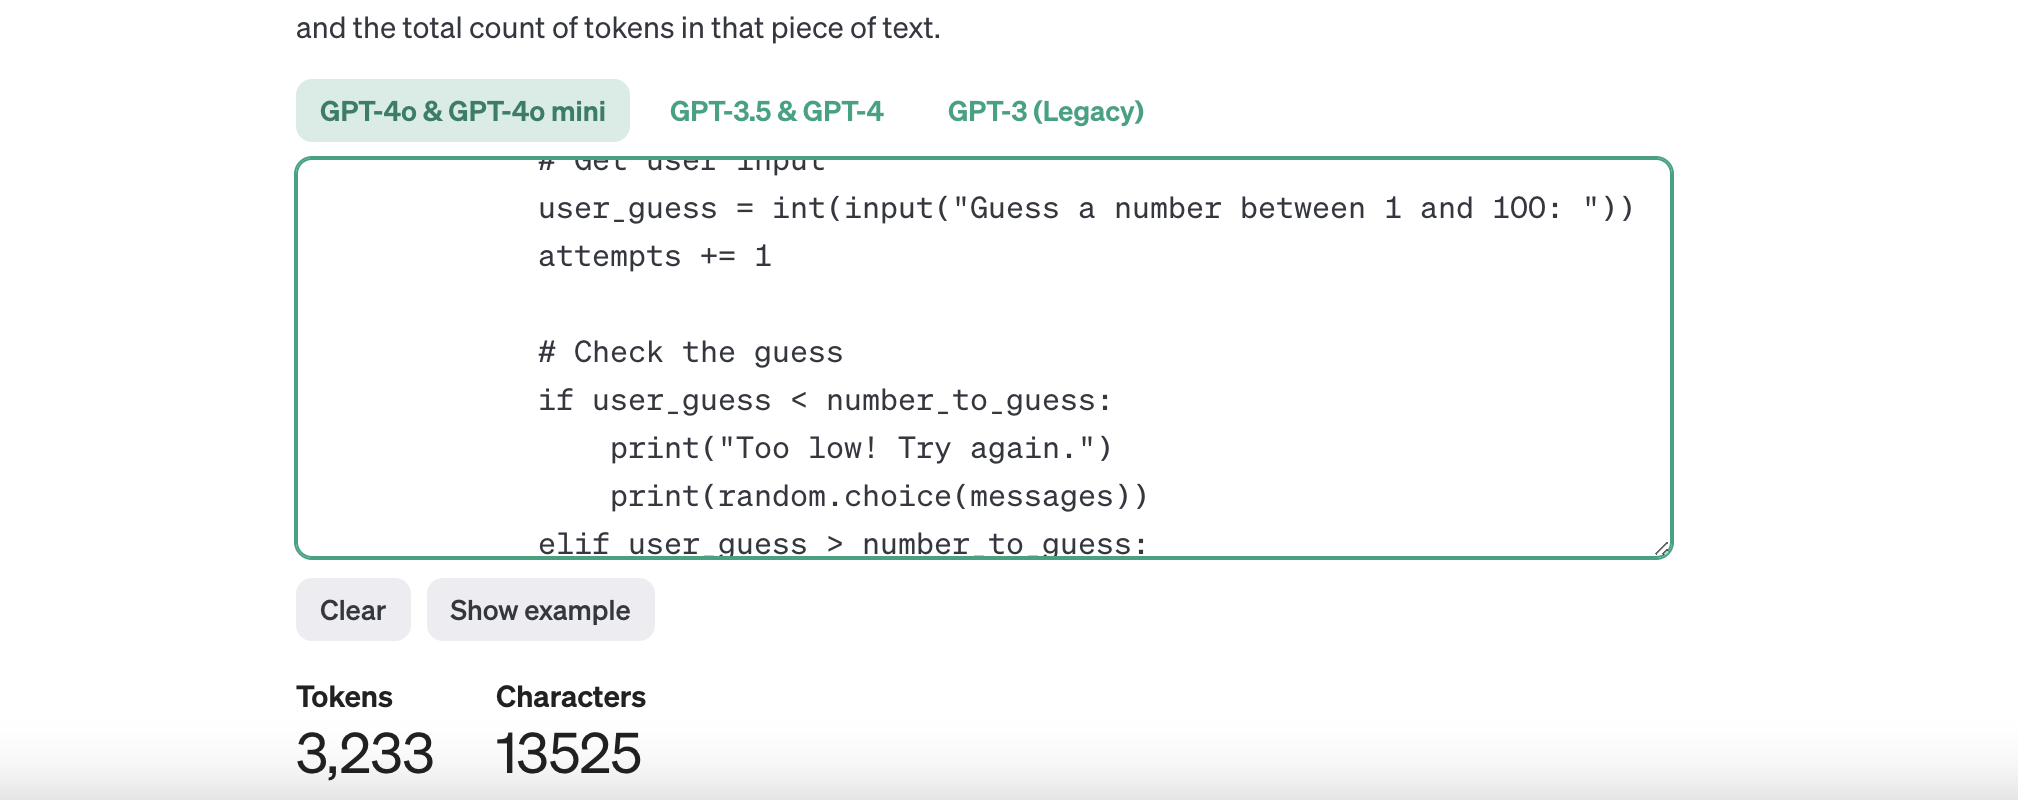 and the total count of tokens in that piece of text.
GPT-4o & GPT-4o mini GPT-3.5 & GPT-4 GPT-3 (Legacy)
# Get user input
user_guess = int(input("Guess a number between 1 and 100: "))
attempts += 1
# Check the guess
if user_guess < number_to_guess:
print("Too low! Try again.")
print(random.choice(messages))
elif user_guess > number_to_guess:
Clear Show example
Tokens Characters
3,233 13525